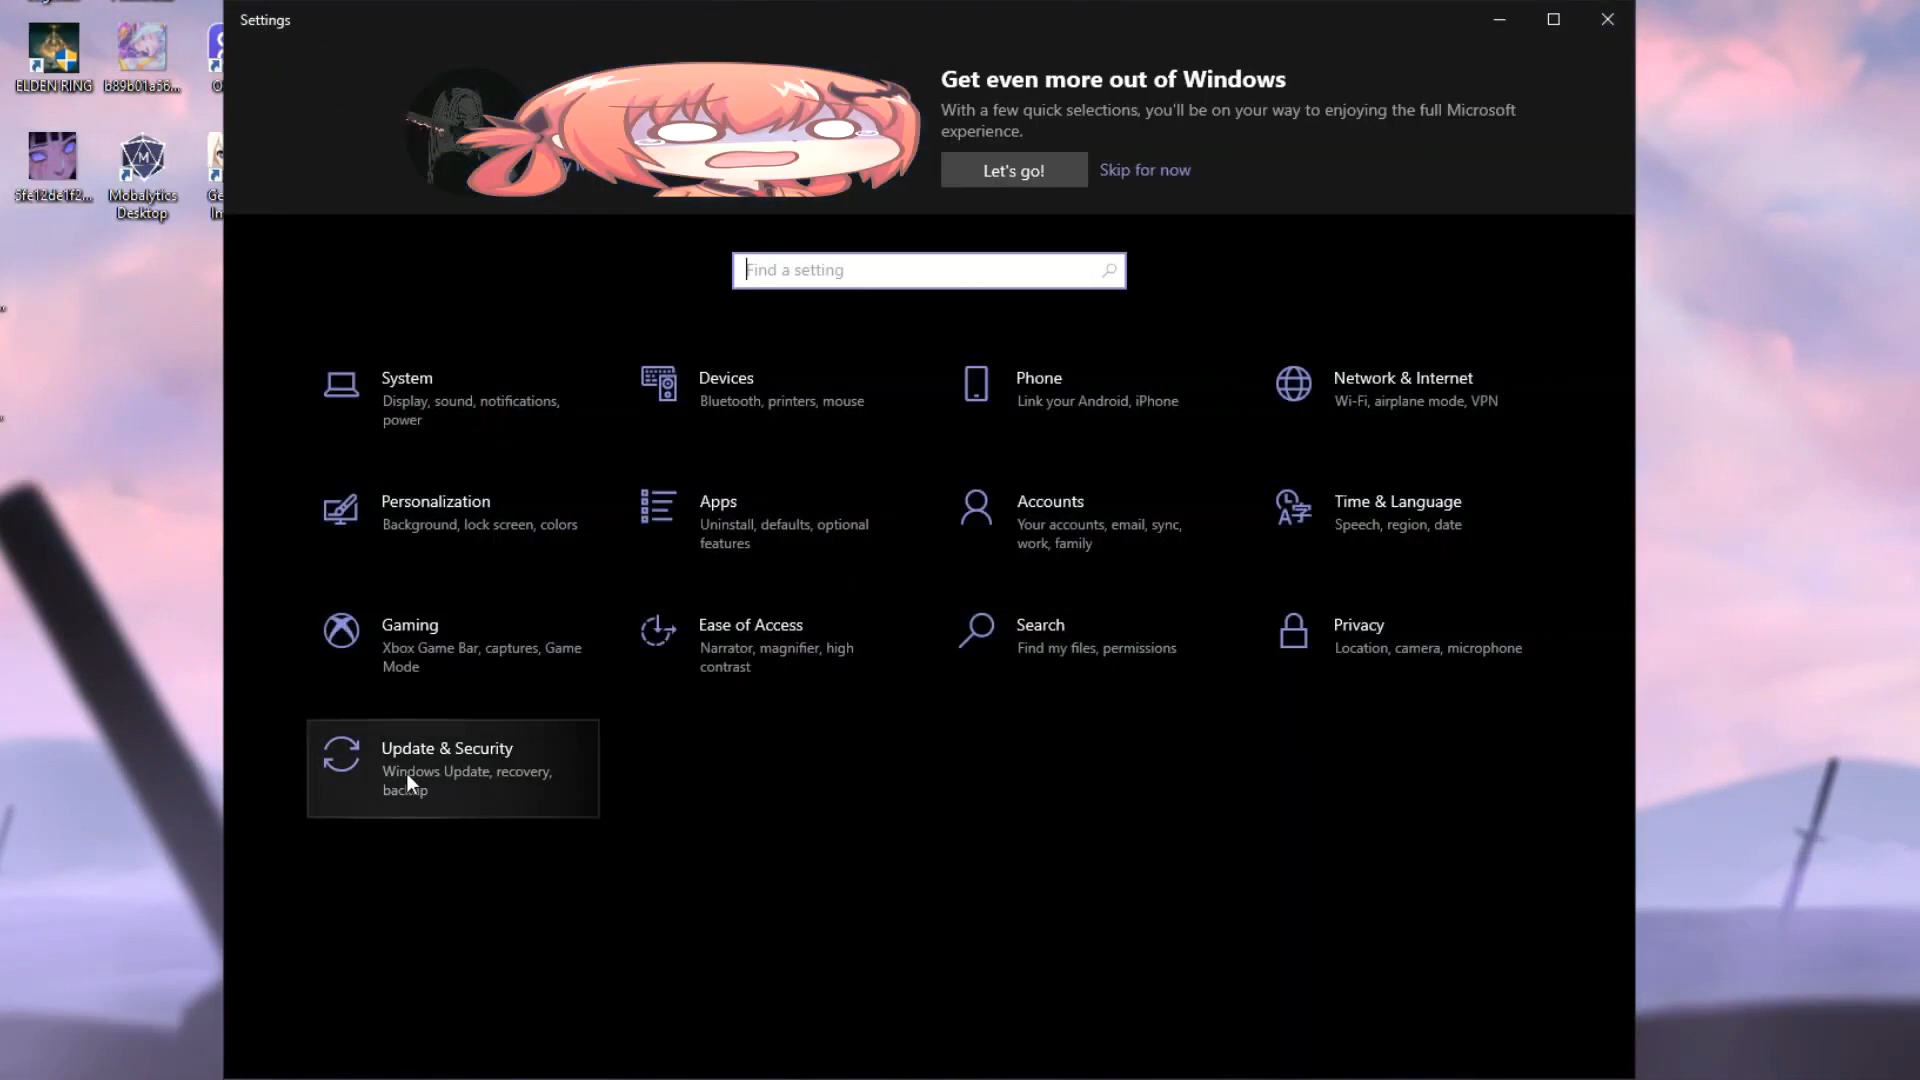 Settings
ELDEN RING
b89b01a56...
5fe12de1f2...
Mobalytics
Desktop
Get even more out of Windows
With a few quick selections, you'll be on your way to enjoying the full Microsoft
experience.
Let's go!
Skip for now
Find a setting
System
Display, sound, notifications,
power
Devices
Bluetooth, printers, mouse
Phone
Link your Android, iPhone
Network & Internet
Wi-Fi, airplane mode, VPN
Personalization
Background, lock screen, colors
Apps
Uninstall, defaults, optional
features
Accounts
Your accounts, email, sync,
work, family
Time & Language
Speech, region, date
Gaming
Xbox Game Bar, captures, Game
Mode
Ease of Access
Narrator, magnifier, high
contrast
Search
Find my files, permissions
Privacy
Location, camera, microphone
Update & Security
Windows Update, recovery,
backup